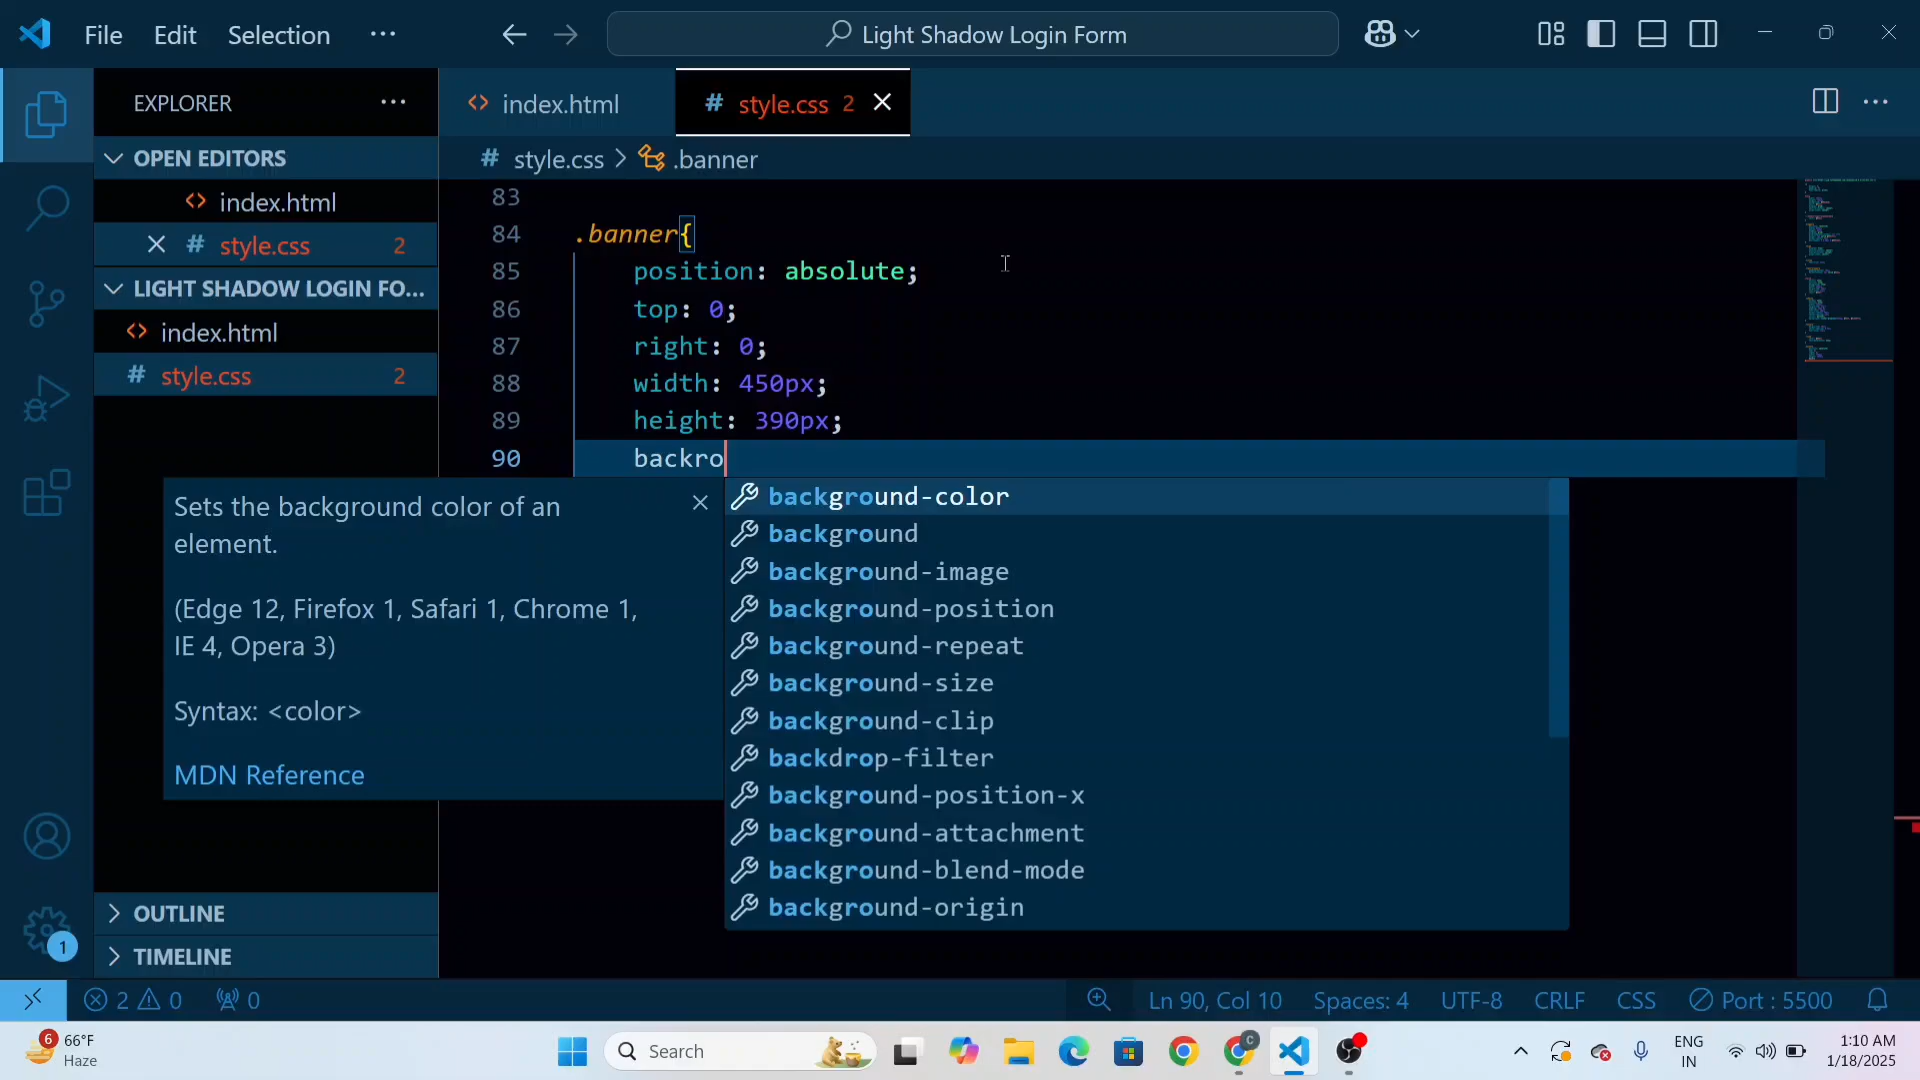 File Edit Selection ···
Light Shadow Login Form
EXPLORER ···
OPEN EDITORS
<> index.html
# style.css 2
LIGHT SHADOW LOGIN FO...
<> index.html
# style.css 2
OUTLINE
TIMELINE
1
<> index.html
# style.css 2
# style.css > .banner
83
84 .banner{
85 position: absolute;
86 top: 0;
87 right: 0;
88 width: 450px;
89 height: 390px;
90 backro
Sets the background color of an
element.
(Edge 12, Firefox 1, Safari 1, Chrome 1,
IE 4, Opera 3)
Syntax: <color>
MDN Reference
background-color
background
background-image
background-position
background-repeat
background-size
background-clip
backdrop-filter
background-position-x
background-attachment
background-blend-mode
background-origin
2 0 0
Ln 90, Col 10 Spaces: 4 UTF-8 CRLF CSS Port : 5500
6 66°F
Haze
Search
C
ENG
IN
1:10 AM
1/18/2025